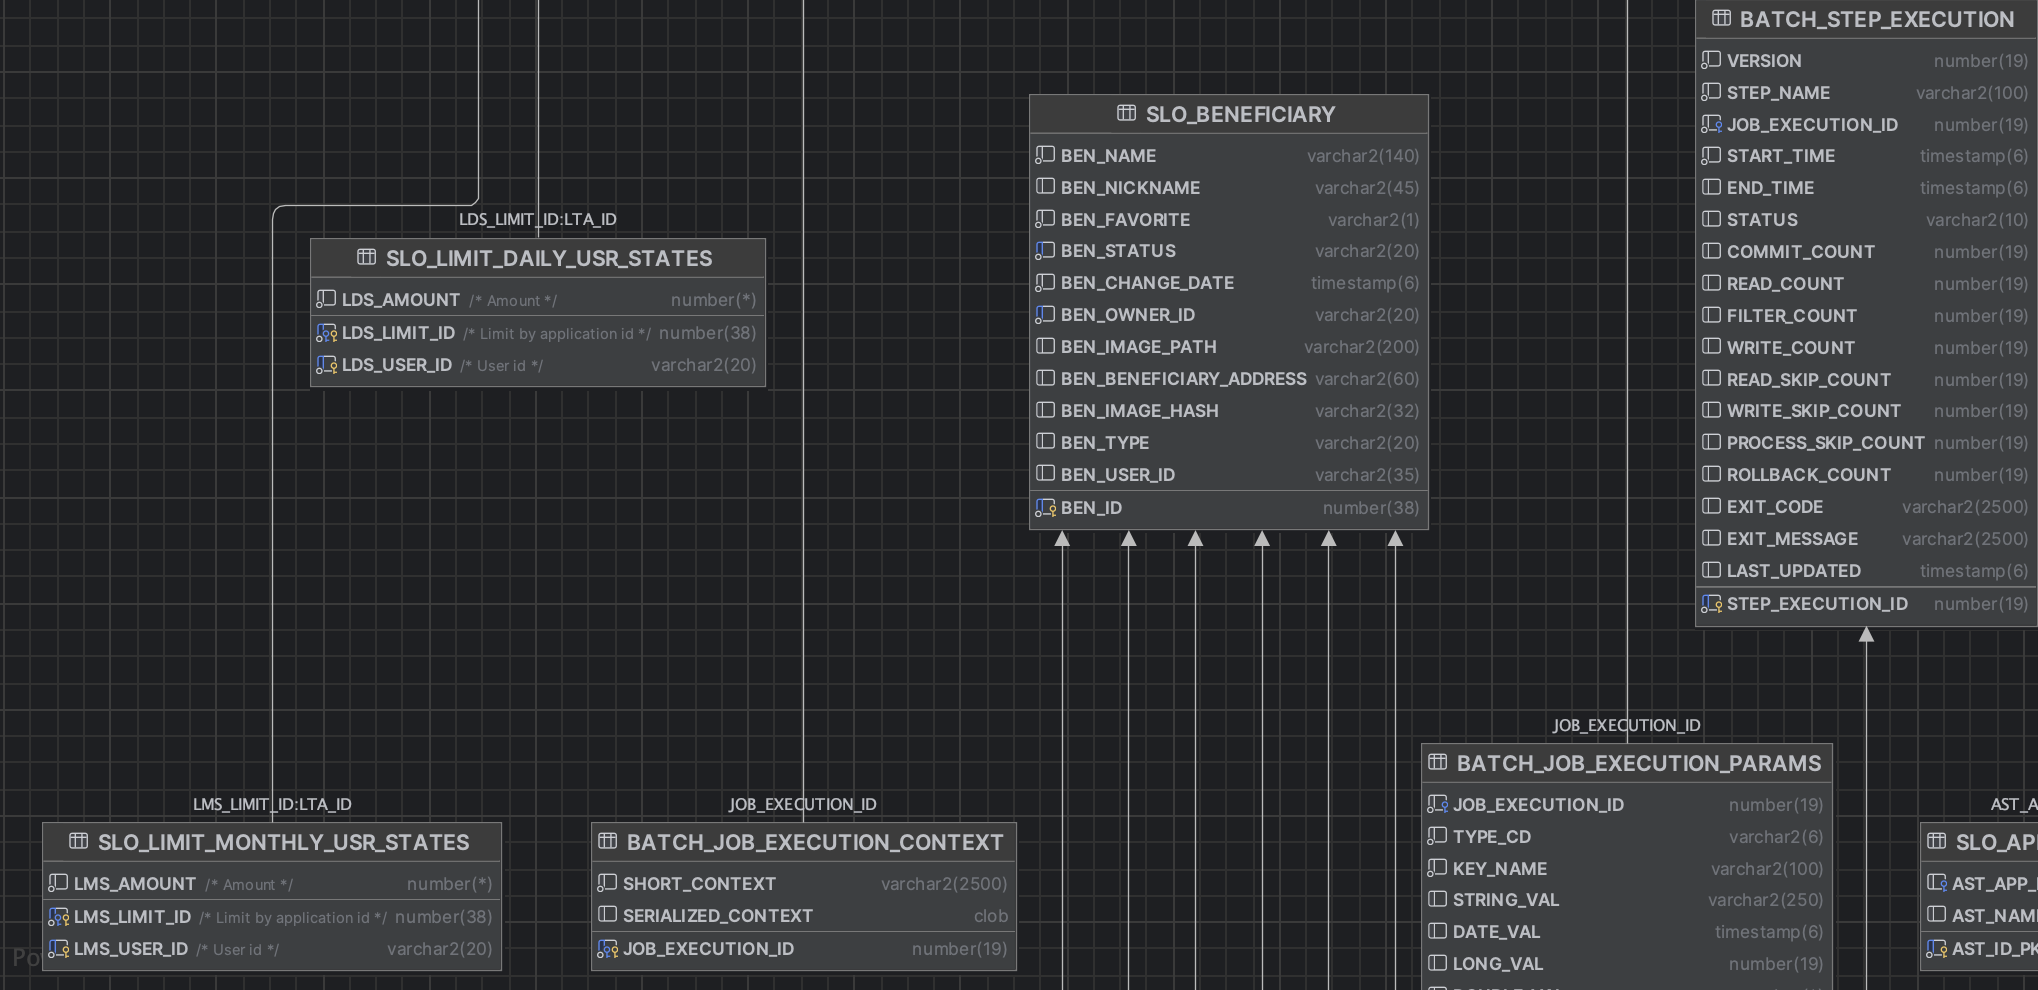 BATCH_STEP_EXECUTION
VERSION number(19)
STEP_NAME varchar2(100)
JOB_EXECUTION_ID number(19)
START_TIME timestamp(6)
END_TIME timestamp(6)
STATUS varchar2(10)
COMMIT_COUNT number(19)
READ_COUNT number(19)
FILTER_COUNT number(19)
WRITE_COUNT number(19)
READ_SKIP_COUNT number(19)
WRITE_SKIP_COUNT number(19)
PROCESS_SKIP_COUNT number(19)
ROLLBACK_COUNT number(19)
EXIT_CODE varchar2(2500)
EXIT_MESSAGE varchar2(2500)
LAST_UPDATED timestamp(6)
STEP_EXECUTION_ID number(19)
SLO_BENEFICIARY
BEN_NAME varchar2(140)
BEN_NICKNAME varchar2(45)
BEN_FAVORITE varchar2(1)
BEN_STATUS varchar2(20)
BEN_CHANGE_DATE timestamp(6)
BEN_OWNER_ID varchar2(20)
BEN_IMAGE_PATH varchar2(200)
BEN_BENEFICIARY_ADDRESS varchar2(60)
BEN_IMAGE_HASH varchar2(32)
BEN_TYPE varchar2(20)
BEN_USER_ID varchar2(35)
BEN_ID number(38)
LDS_LIMIT_ID:LTA_ID
SLO_LIMIT_DAILY_USR_STATES
LDS_AMOUNT /* Amount */ number(*)
LDS_LIMIT_ID /* Limit by application id */ number(38)
LDS_USER_ID /* User id */ varchar2(20)
LMS_LIMIT_ID:LTA_ID
SLO_LIMIT_MONTHLY_USR_STATES
LMS_AMOUNT /* Amount */ number(*)
LMS_LIMIT_ID /* Limit by application id */ number(38)
LMS_USER_ID /* User id */ varchar2(20)
JOB_EXECUTION_ID
BATCH_JOB_EXECUTION_CONTEXT
SHORT_CONTEXT varchar2(2500)
SERIALIZED_CONTEXT clob
JOB_EXECUTION_ID number(19)
JOB_EXECUTION_ID
BATCH_JOB_EXECUTION_PARAMS
JOB_EXECUTION_ID number(19)
TYPE_CD varchar2(6)
KEY_NAME varchar2(100)
STRING_VAL varchar2(250)
DATE_VAL timestamp(6)
LONG_VAL number(19)
AST_A
SLO_API
AST_APP_
AST_NAM
AST_ID_PK